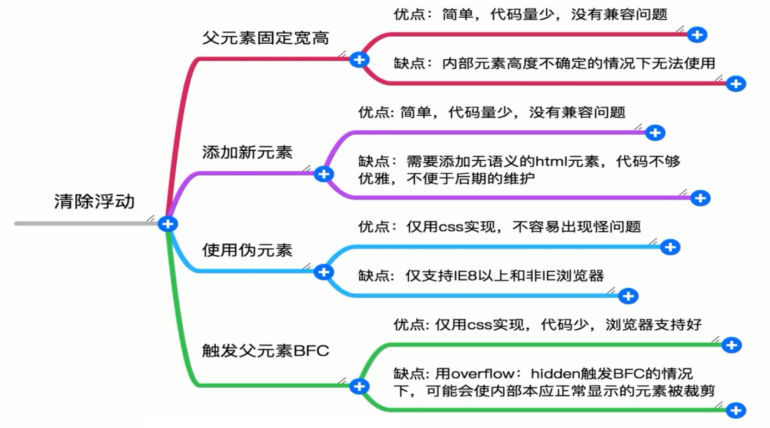 清除浮动
父元素固定宽高
优点：简单，代码量少，没有兼容问题
缺点：内部元素高度不确定的情况下无法使用
添加新元素
优点: 简单，代码量少，没有兼容问题
缺点：需要添加无语义的html元素，代码不够
优雅，不便于后期的维护
使用伪元素
优点：仅用css实现，不容易出现怪问题
缺点：仅支持IE8以上和非IE浏览器
触发父元素BFC
优点: 仅用css实现，代码少，浏览器支持好
缺点: 用overflow：hidden触发BFC的情况
下，可能会使内部本应正常显示的元素被裁剪